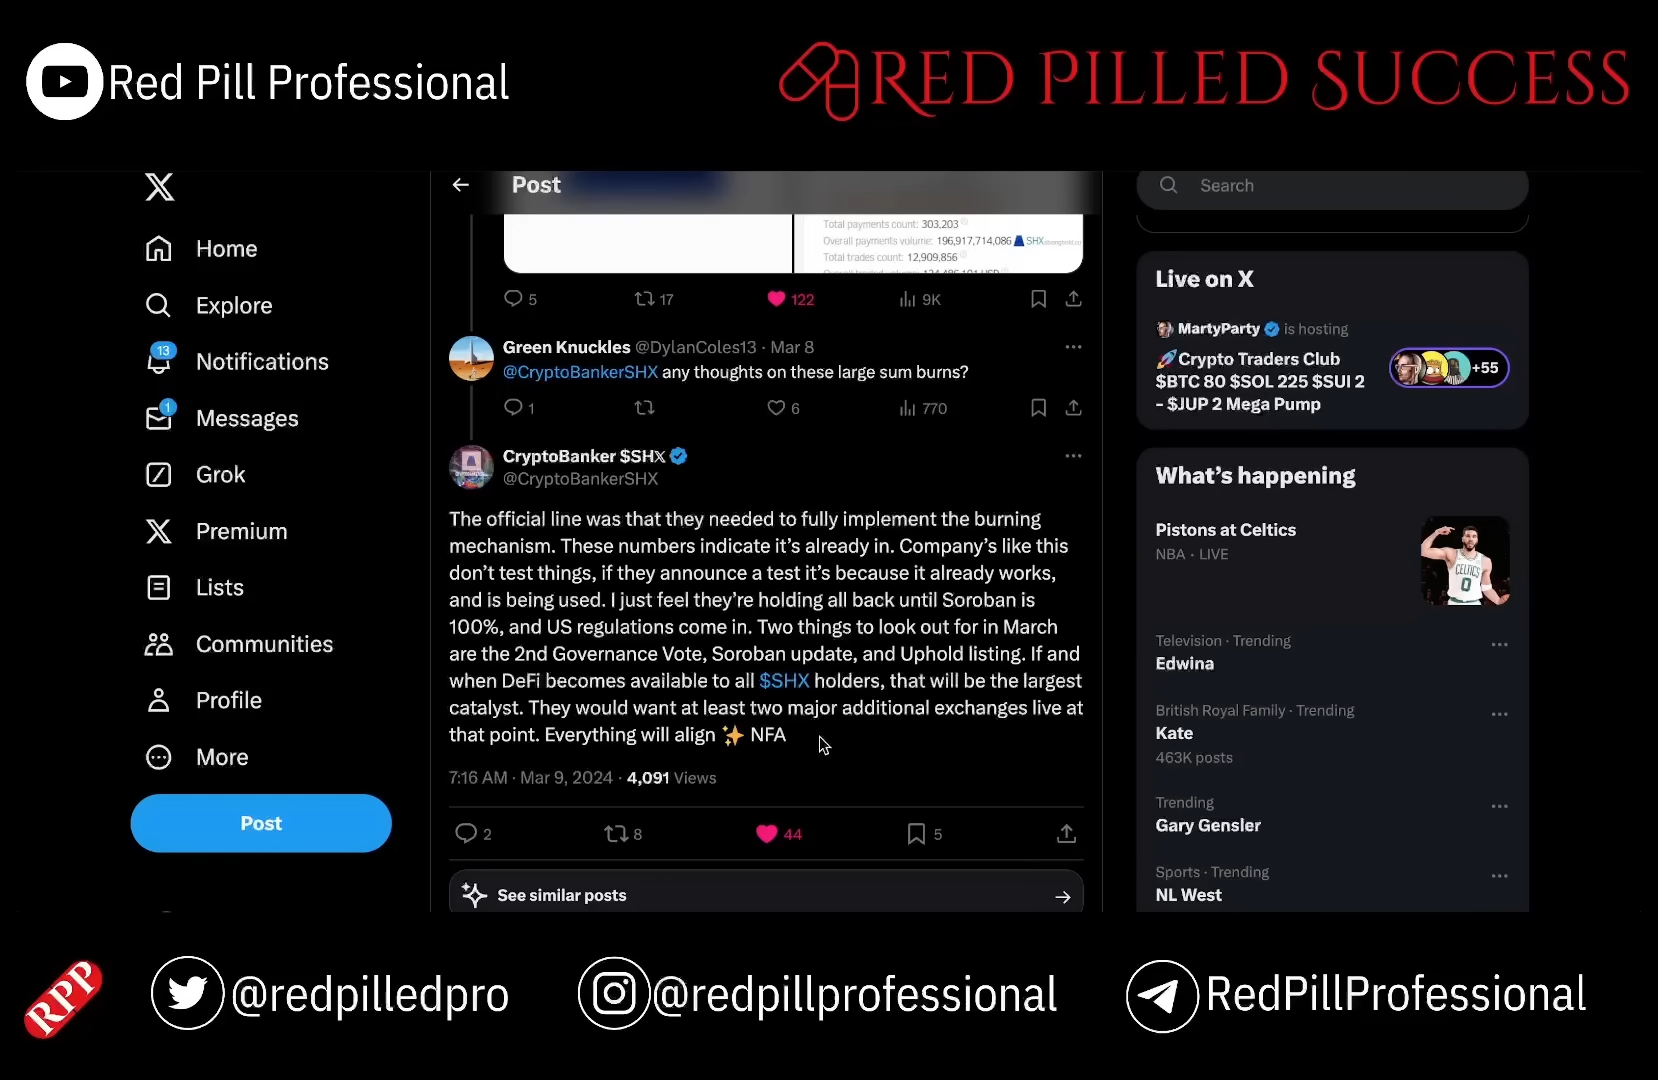 Red Pill Professional
RED PILLED SUCCESS
Post
Search
Total payments count: 303,203
Overall payments volume: 196,917,714,086 SHX
Total trades count: 12,909,856
5 17 122 9K
Home
Explore
13
Notifications
1
Messages
Grok
Premium
Lists
Communities
Profile
More
Post
Green Knuckles @DylanColes13 · Mar 8
@CryptoBankerSHX any thoughts on these large sum burns?
1 6 770
CryptoBanker $SHX
@CryptoBankerSHX
The official line was that they needed to fully implement the burning
mechanism. These numbers indicate it's already in. Company's like this
don't test things, if they announce a test it's because it already works,
and is being used. I just feel they're holding all back until Soroban is
100%, and US regulations come in. Two things to look out for in March
are the 2nd Governance Vote, Soroban update, and Uphold listing. If and
when DeFi becomes available to all $SHX holders, that will be the largest
catalyst. They would want at least two major additional exchanges live at
that point. Everything will align ✨ NFA
7:16 AM · Mar 9, 2024 · 4,091 Views
2 8 44 5
See similar posts
Live on X
MartyParty is hosting
🚀Crypto Traders Club
$BTC 80 $SOL 225 $SUI 2
- $JUP 2 Mega Pump
+55
What's happening
Pistons at Celtics
NBA · LIVE
CELTICS
0
Television · Trending
Edwina
British Royal Family · Trending
Kate
463K posts
Trending
Gary Gensler
Sports · Trending
NL West
RPP
@redpilledpro
@redpillprofessional
RedPillProfessional